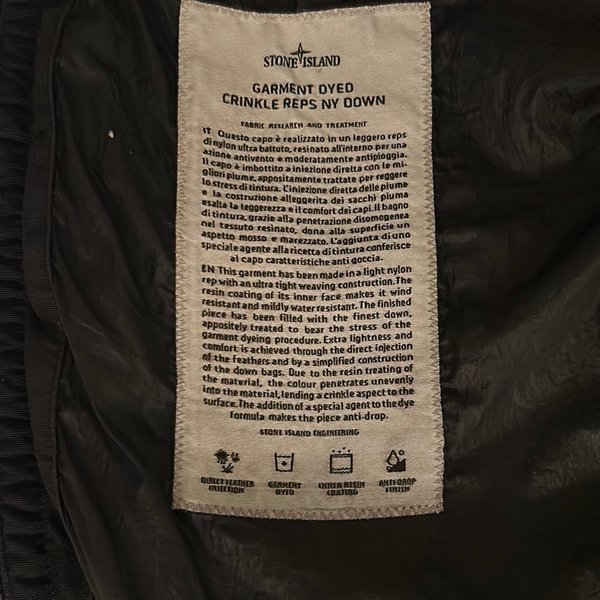 STONE ISLAND
GARMENT DYED
CRINKLE REPS NY DOWN
FABRIC RESEARCH AND TREATMENT
IT Questo capo è realizzato in un leggero reps
di nylon ultra battuto, resinato all'interno per una
azione antivento e moderatamente antipioggia.
Il capo è imbottito a iniezione diretta con le mi-
gliori piume, appositamente trattate per reggere
lo stress di tintura. L'iniezione diretta delle piume
e la costruzione alleggerita dei sacchi piuma
esalta la leggerezza e il comfort dei capi. Il bagno
di tintura, grazie alla penetrazione disomogenea
nel tessuto resinato, dona alla superficie un
aspetto mosso e marezzato. L'aggiunta di uno
speciale agente alla ricetta di tintura conferisce
al capo caratteristiche anti goccia.
EN This garment has been made in a light nylon
rep with an ultra tight weaving construction. The
resin coating of its inner face makes it wind
resistant and mildly water resistant. The finished
piece has been filled with the finest down,
appositely treated to bear the stress of the
garment dyeing procedure. Extra lightness and
comfort is achieved through the direct injection
of the feathers and by a simplified construction
of the down bags. Due to the resin treating of
the material, the colour penetrates unevenly
into the material, lending a crinkle aspect to the
surface. The addition of a special agent to the dye
formula makes the piece anti-drop.
STONE ISLAND ENGINEERING
DIRECT FEATHER
INJECTION
GARMENT
DYED
INNER RESIN
COATING
ANTI DROP
FINISH